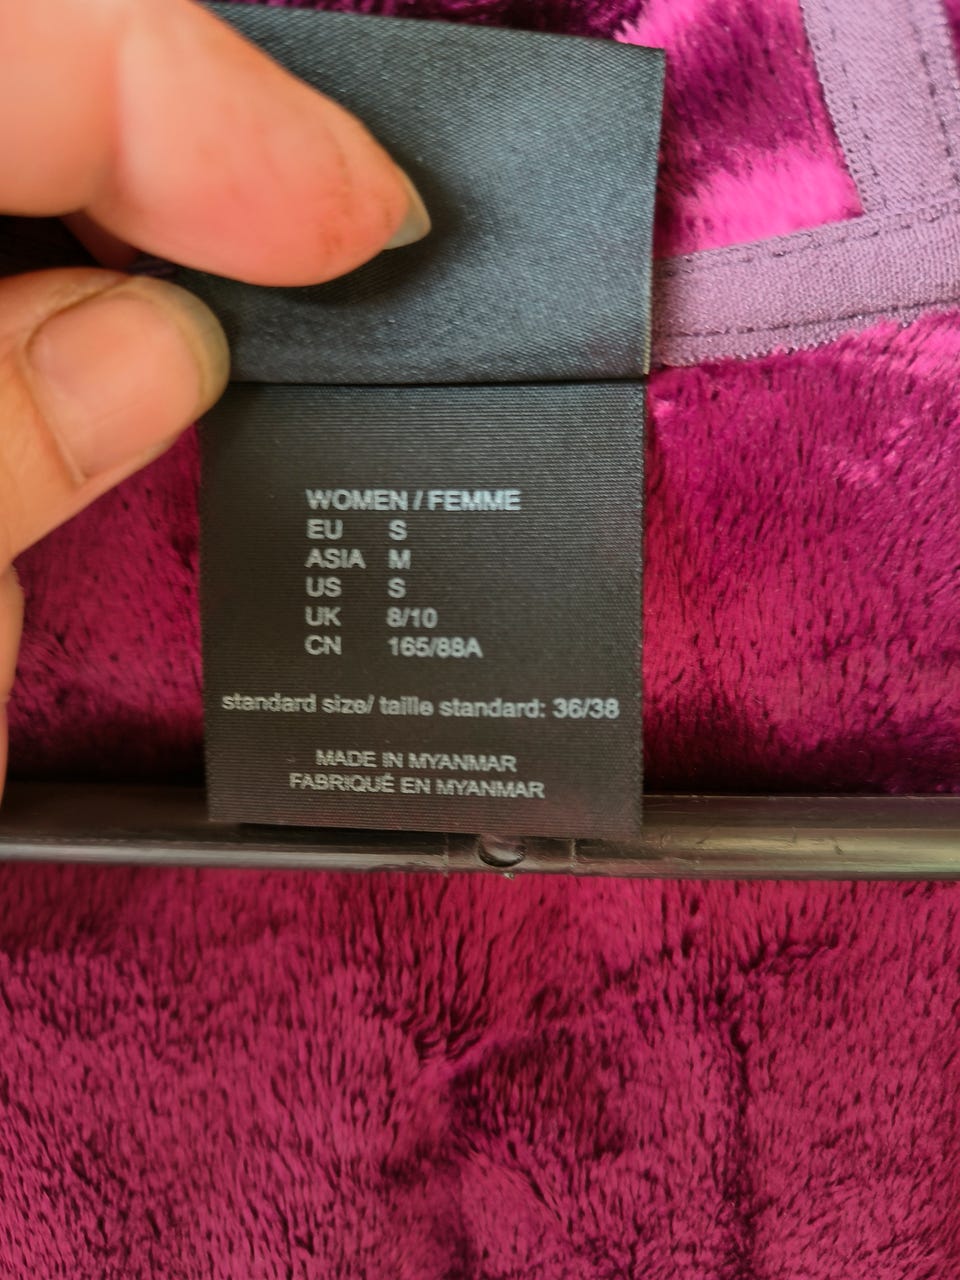 WOMEN / FEMME
EU S
ASIA M
US S
UK 8/10
CN 165/88A
standard size/ taille standard: 36/38
MADE IN MYANMAR
FABRIQUÉ EN MYANMAR